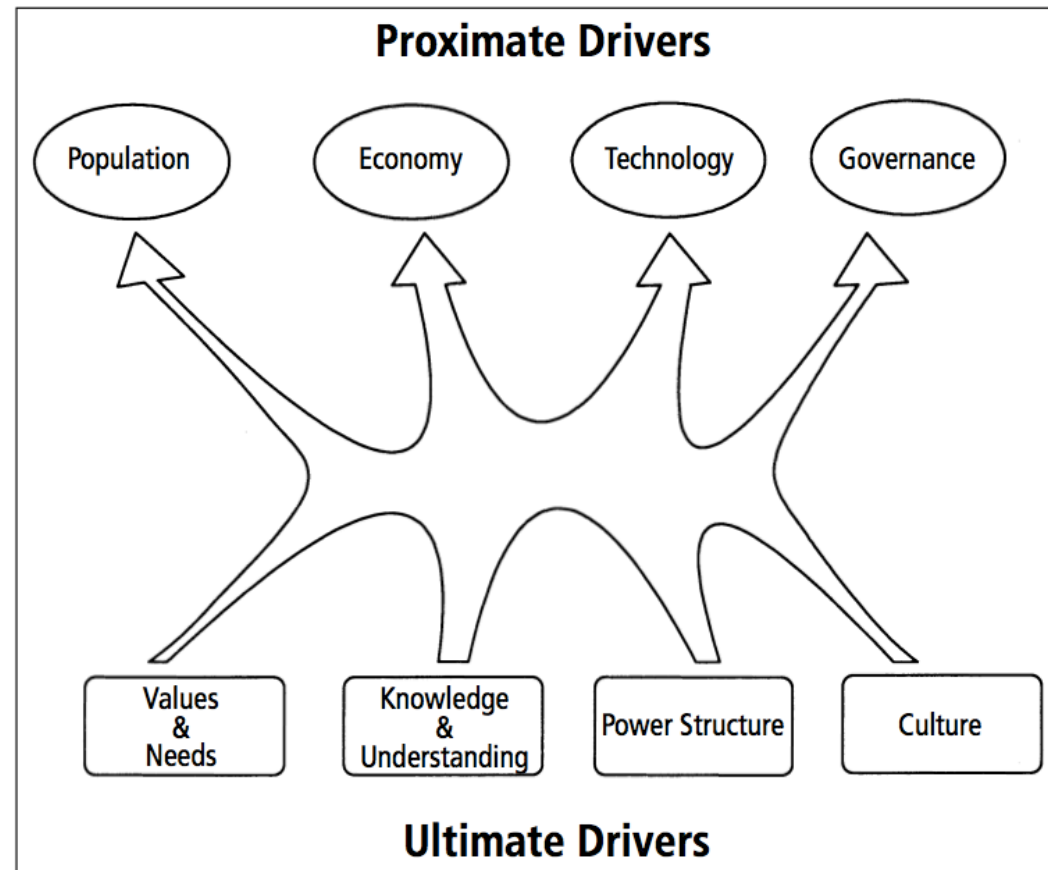 Proximate Drivers
Population
Economy
Technology
Governance
Values
&
Needs
Knowledge
&
Understanding
Power Structure
Culture
Ultimate Drivers